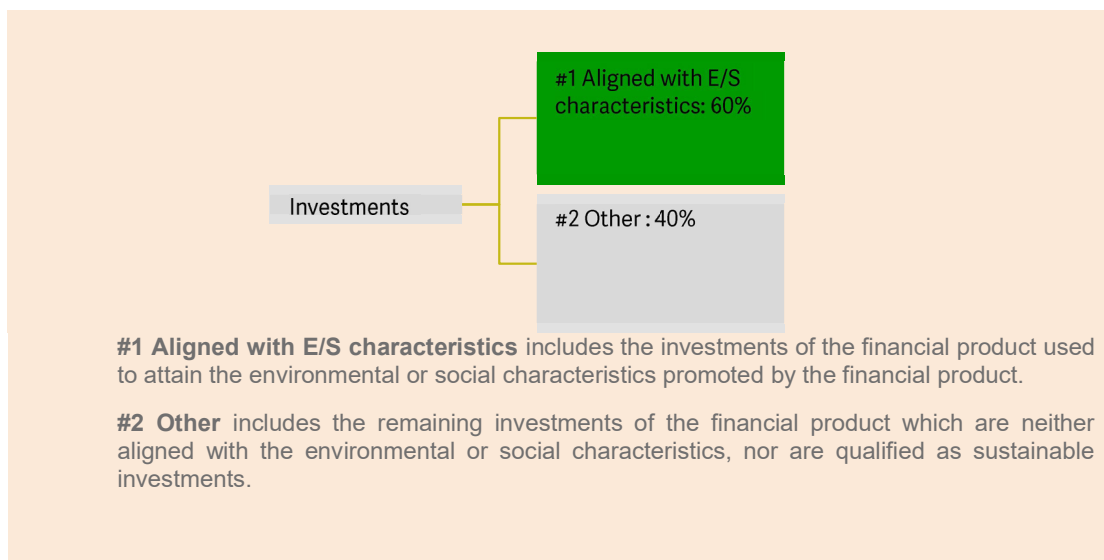 #1 Aligned with E/S
characteristics: 60%
Investments
#2 Other : 40%
#1 Aligned with E/S characteristics includes the investments of the financial product used
to attain the environmental or social characteristics promoted by the financial product.
#2 Other includes the remaining investments of the financial product which are neither
aligned with the environmental or social characteristics, nor are qualified as sustainable
investments.